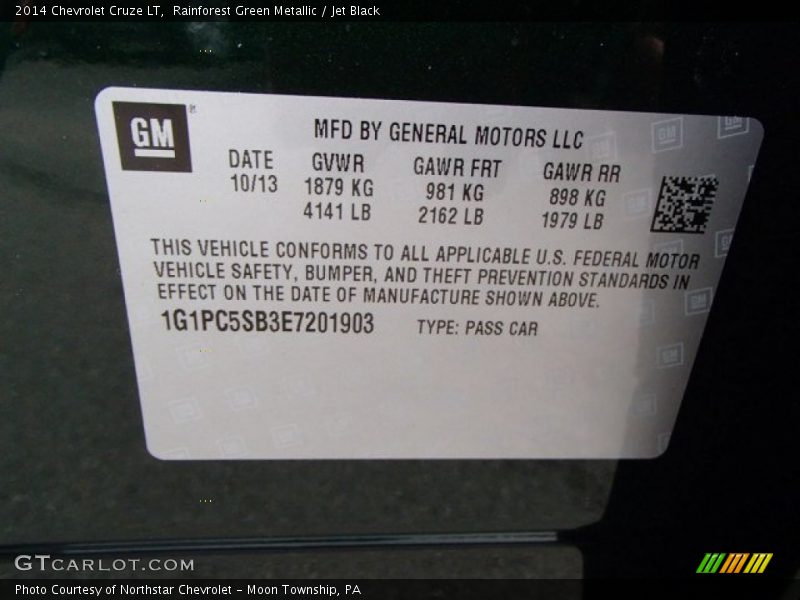 2014 Chevrolet Cruze LT, Rainforest Green Metallic / Jet Black
GM
MFD BY GENERAL MOTORS LLC
DATE GVWR GAWR FRT GAWR RR
10/13 1879 KG 981 KG 898 KG
4141 LB 2162 LB 1979 LB
THIS VEHICLE CONFORMS TO ALL APPLICABLE U.S. FEDERAL MOTOR
VEHICLE SAFETY, BUMPER, AND THEFT PREVENTION STANDARDS IN
EFFECT ON THE DATE OF MANUFACTURE SHOWN ABOVE.
1G1PC5SB3E7201903 TYPE: PASS CAR
GTCARLOT.COM
Photo Courtesy of Northstar Chevrolet - Moon Township, PA